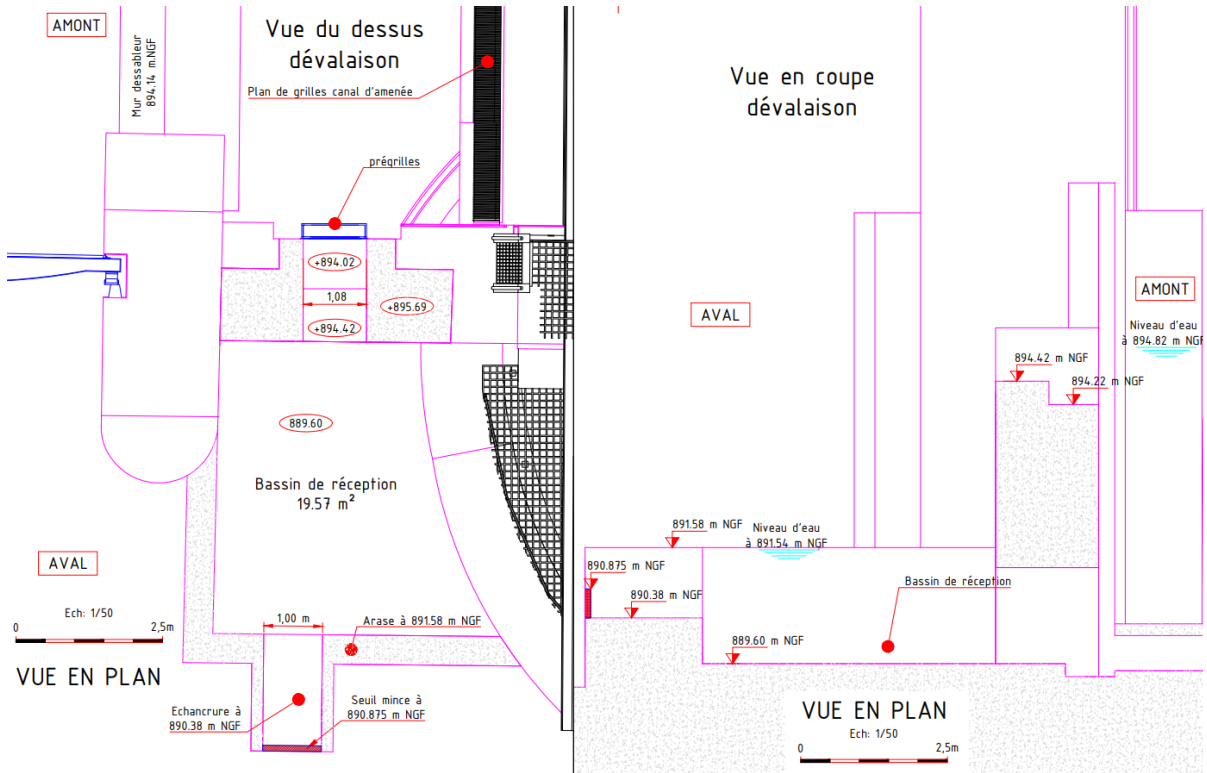 AMONT
Mur dessableur
894.14 m.NGF
Vue du dessus
dévalaison
Plan de grilles canal d'amenée
prégrilles
+894.02
1,08
+894.42
+895.69
889.60
Bassin de réception
19.57 m²
AVAL
Ech: 1/50
0
2,5m
VUE EN PLAN
1,00 m
Arase à 891.58 m NGF
Echancrure à
890.38 m NGF
Seuil mince à
890.875 m NGF
Vue en coupe
dévalaison
AVAL
AMONT
Niveau d'eau
à 894.82 m NGF
894.42 m NGF
894.22 m NGF
891.58 m NGF
Niveau d'eau
à 891.54 m NGF
890.875 m NGF
890.38 m NGF
Bassin de réception
889.60 m NGF
VUE EN PLAN
Ech: 1/50
0
2,5m